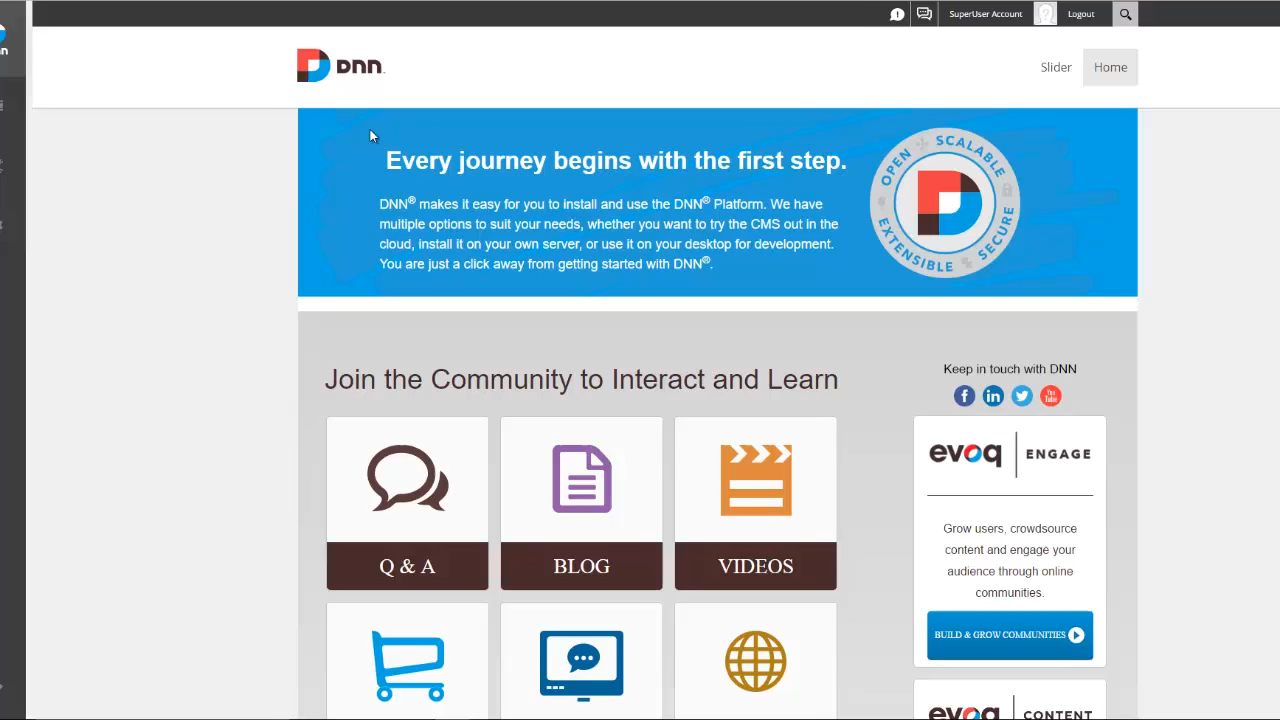 SuperUser Account
Logout
nn
DNN
Slider
Home
Every journey begins with the first step.
DNN® makes it easy for you to install and use the DNN® Platform. We have
multiple options to suit your needs, whether you want to try the CMS out in the
cloud, install it on your own server, or use it on your desktop for development.
You are just a click away from getting started with DNN®.
OPEN SCALABLE
EXTENSIBLE SECURE
Join the Community to Interact and Learn
Keep in touch with DNN
f in You Tube
evoq ENGAGE
Grow users, crowdsource
content and engage your
audience through online
communities.
BUILD & GROW COMMUNITIES
Q & A
BLOG
VIDEOS
evoq CONTENT